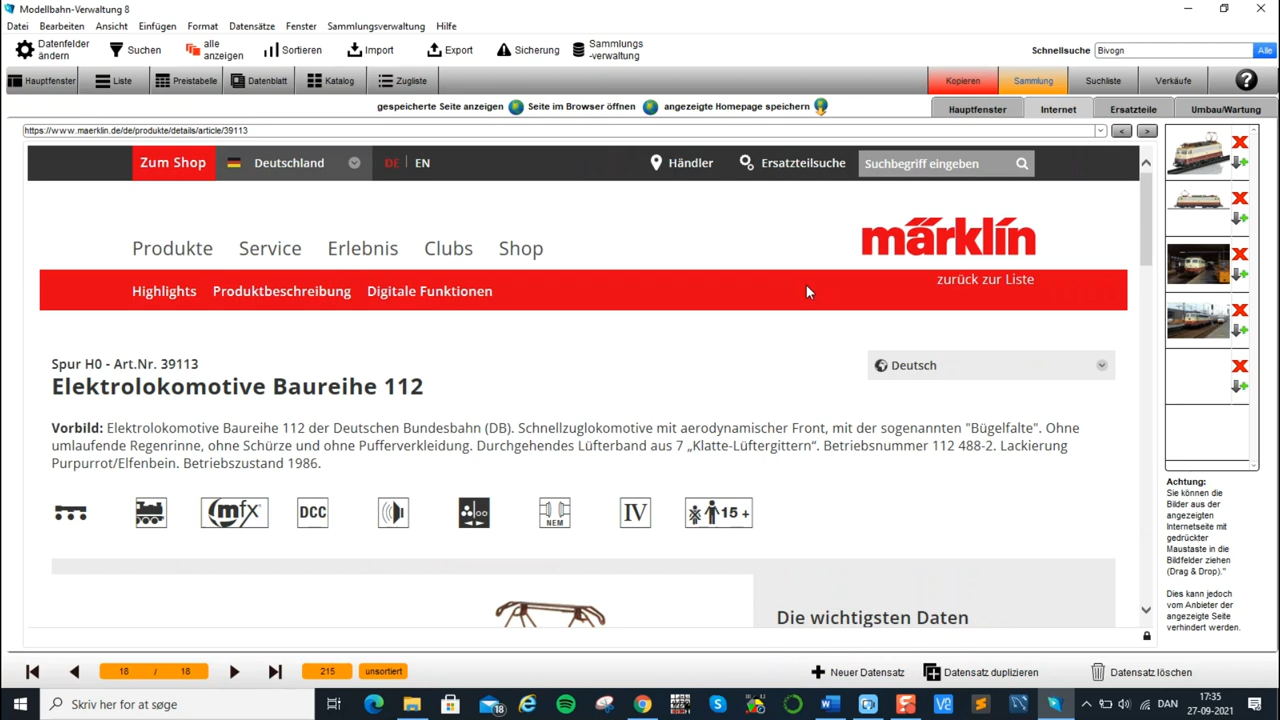 Modellbahn-Verwaltung 8
Datei Bearbeiten Ansicht Einfügen Format Datensätze Fenster Sammlungsverwaltung Hilfe
Datenfelder ändern Suchen alle anzeigen Sortieren Import Export Sicherung Sammlungs-verwaltung Schnellsuche Bivogn Alle
Hauptfenster Liste Preistabelle Datenblatt Katalog Zugliste Kopieren Sammlung Suchliste Verkäufe ?
gespeicherte Seite anzeigen Seite im Browser öffnen angezeigte Homepage speichern Hauptfenster Internet Ersatzteile Umbau/Wartung
https://www.maerklin.de/de/produkte/details/article/39113 < >
Zum Shop Deutschland DE EN Händler Ersatzteilsuche Suchbegriff eingeben
Produkte Service Erlebnis Clubs Shop märklin
zurück zur Liste
Highlights Produktbeschreibung Digitale Funktionen
Spur H0 - Art.Nr. 39113
Deutsch
Elektrolokomotive Baureihe 112
Vorbild: Elektrolokomotive Baureihe 112 der Deutschen Bundesbahn (DB). Schnellzuglokomotive mit aerodynamischer Front, mit der sogenannten "Bügelfalte". Ohne
umlaufende Regenrinne, ohne Schürze und ohne Pufferverkleidung. Durchgehendes Lüfterband aus 7 „Klatte-Lüftergittern“. Betriebsnummer 112 488-2. Lackierung
Purpurrot/Elfenbein. Betriebszustand 1986.
mfx DCC NEM IV 15 +
Die wichtigsten Daten
Achtung:
Sie können die
Bilder aus der
angezeigten
Internetseite mit
gedrückter
Maustaste in die
Bildfelder ziehen
(Drag & Drop)."
Dies kann jedoch
vom Anbieter der
angezeigte Seite
verhindert werden.
18 / 18 215 unsortiert Neuer Datensatz Datensatz duplizieren Datensatz löschen
Skriv her for at søge 18 DAN 17:35
27-09-2021